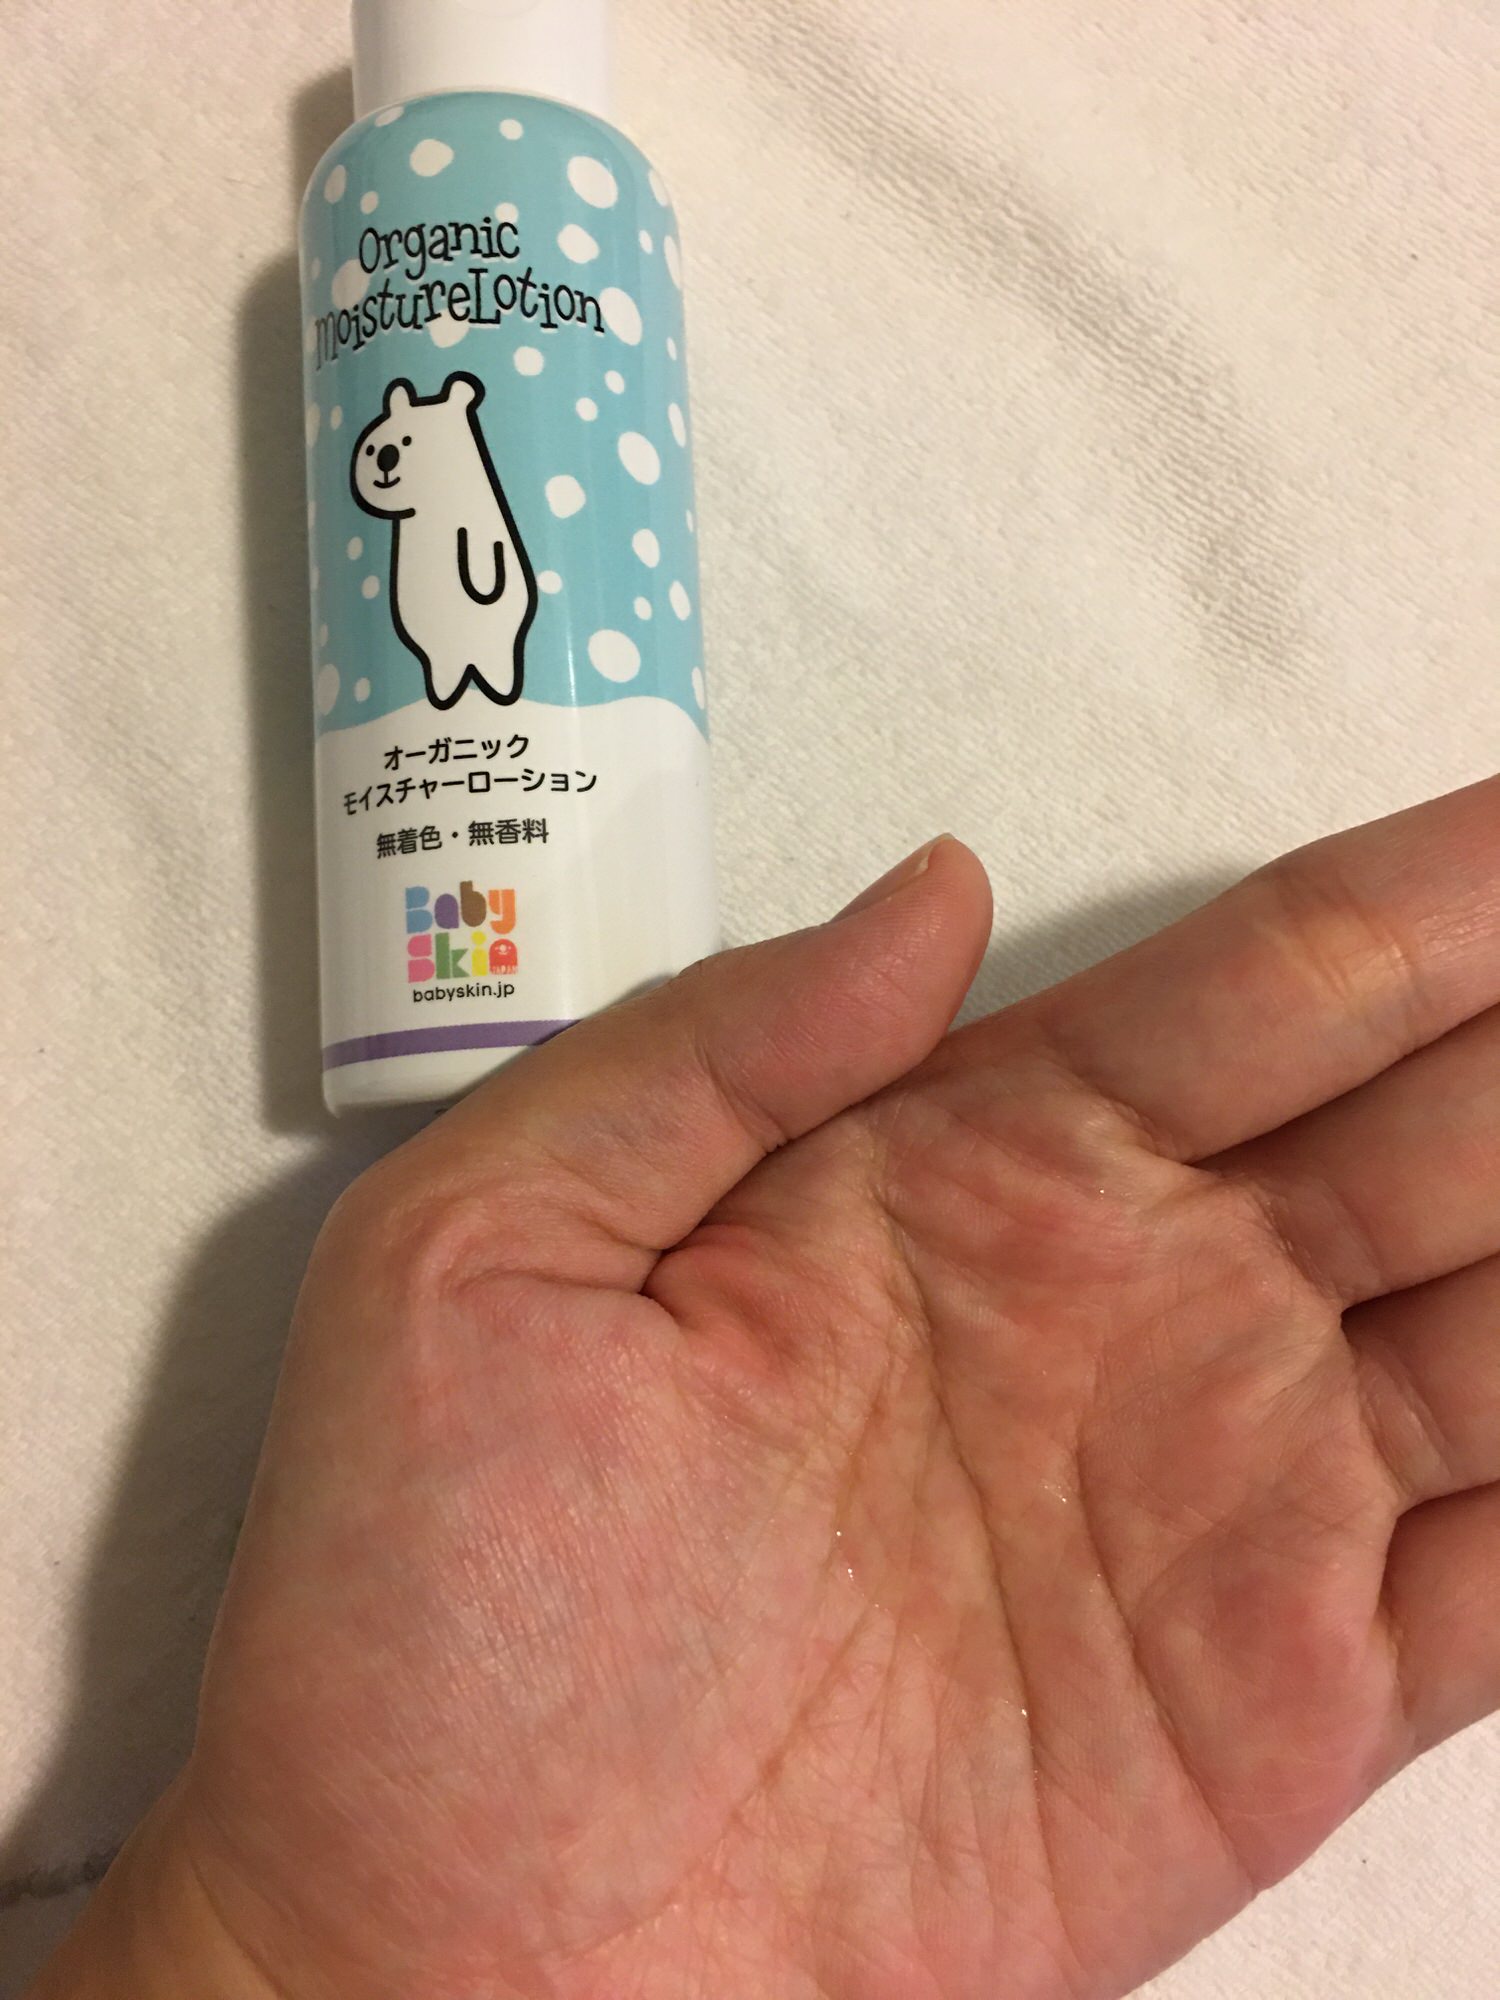 Organic
moistureLotion
オーガニック
モイスチャーローション
無着色・無香料
Baby
Skin
JAPAN
babyskin.jp